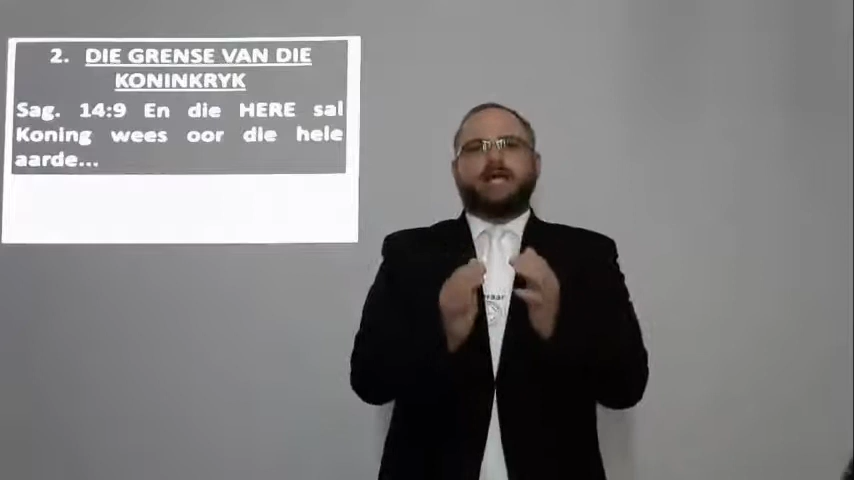 2. DIE GRENSE VAN DIE
KONINKRYK
Sag. 14:9 En die HERE sal
Koning wees oor die hele
aarde...